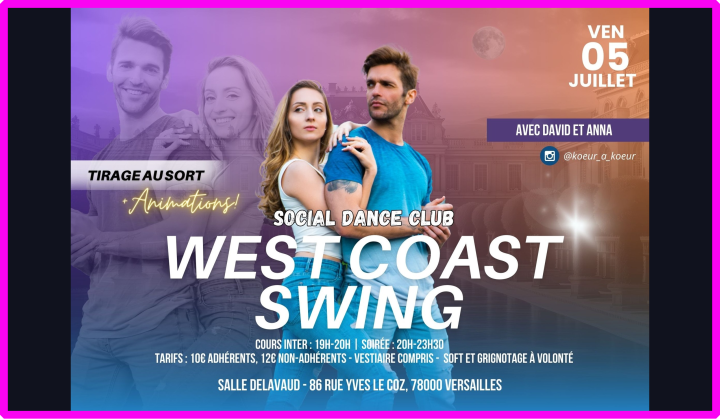 VEN
05
JUILLET
AVEC DAVID ET ANNA
@koeur_a_koeur
TIRAGE AU SORT
+ Animations!
SOCIAL DANCE CLUB
WEST COAST
SWING
COURS INTER : 19H-20H | SOIRÉE : 20H-23H30
TARIFS : 10€ ADHÉRENTS, 12€ NON-ADHÉRENTS - VESTIAIRE COMPRIS - SOFT ET GRIGNOTAGE À VOLONTÉ
SALLE DELAVAUD - 86 RUE YVES LE COZ, 78000 VERSAILLES